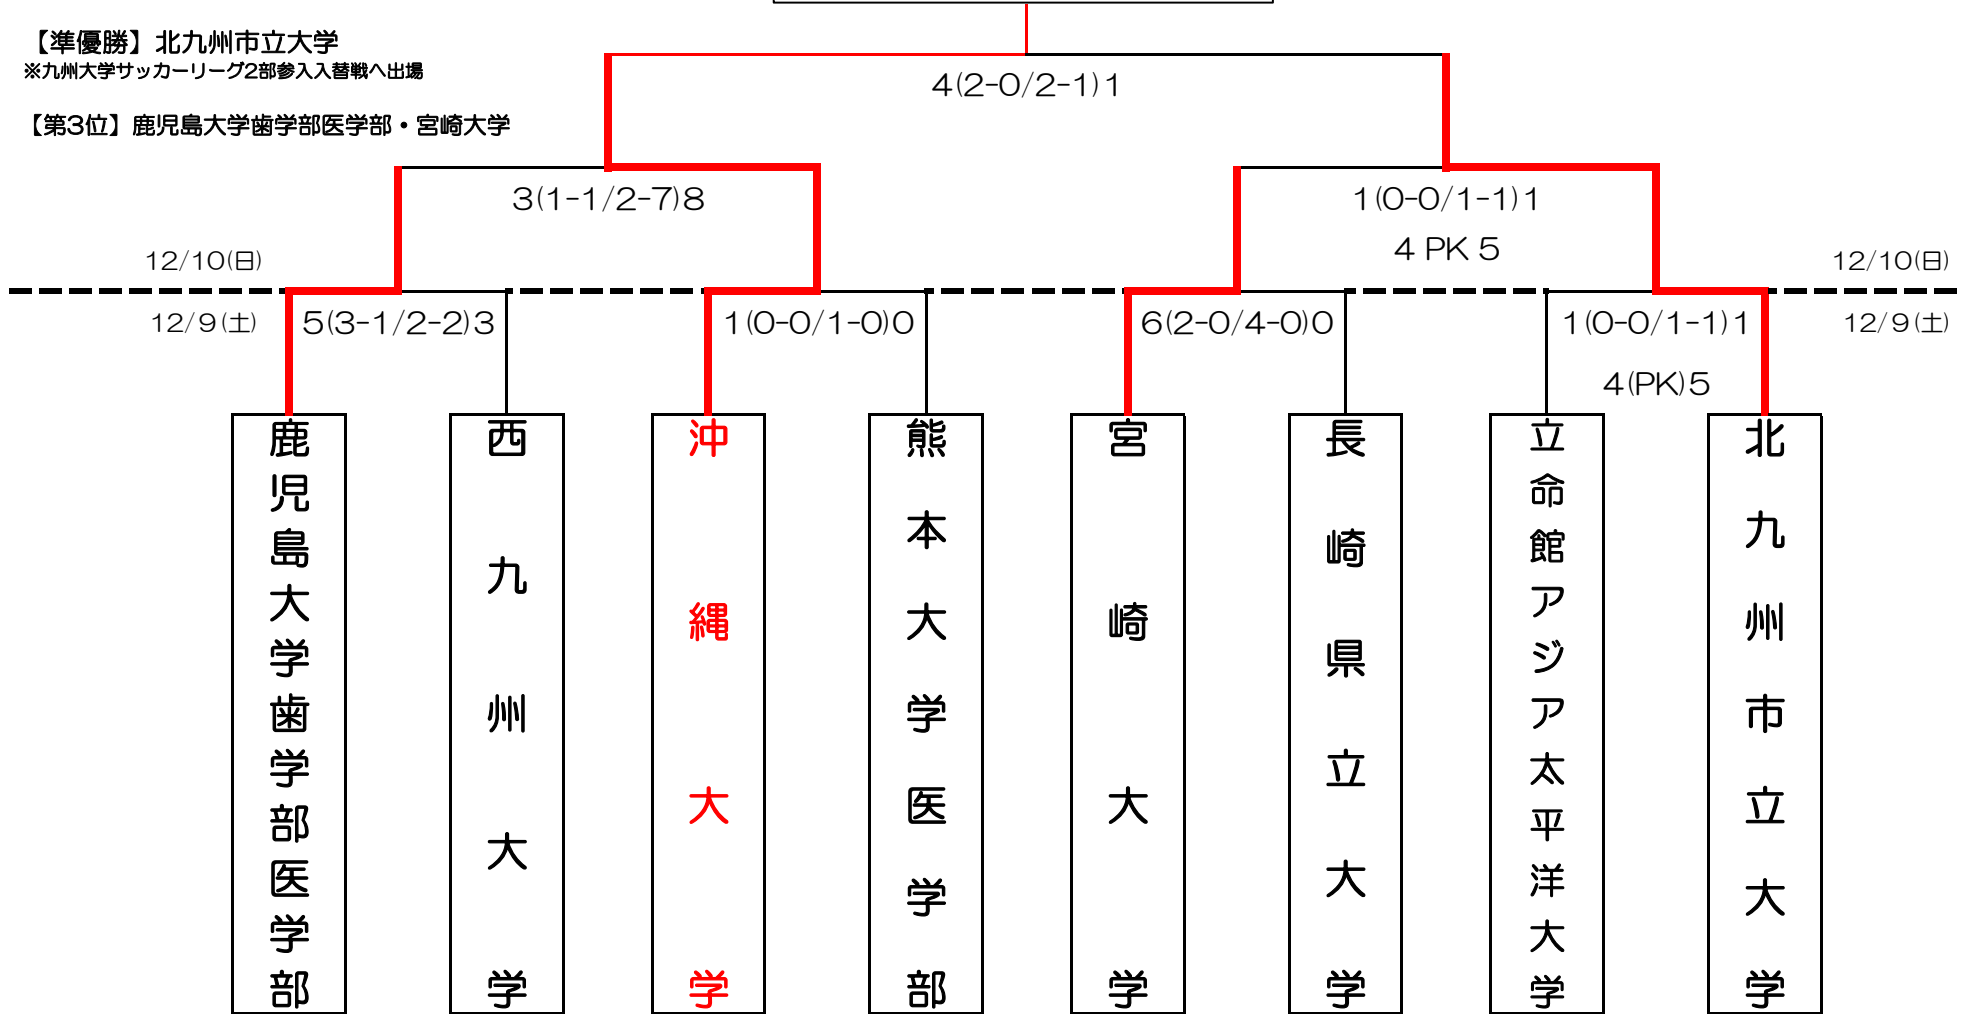 【準優勝】北九州市立大学
※九州大学サッカーリーグ2部参入入替戦へ出場
4(2-0/2-1)1
【第3位】鹿児島大学歯学部医学部・宮崎大学
3(1-1/2-7)8
1(0-0/1-1)1
4 PK 5
12/10(日)
12/10(日)
12/9(土)
5(3-1/2-2)3
1(0-0/1-0)0
6(2-0/4-0)0
1(0-0/1-1)1
12/9(土)
4(PK)5
鹿児島大学歯学部医学部
西九州大学
沖縄大学
熊本大学医学部
宮崎大学
長崎県立大学
立命館アジア太平洋大学
北九州市立大学